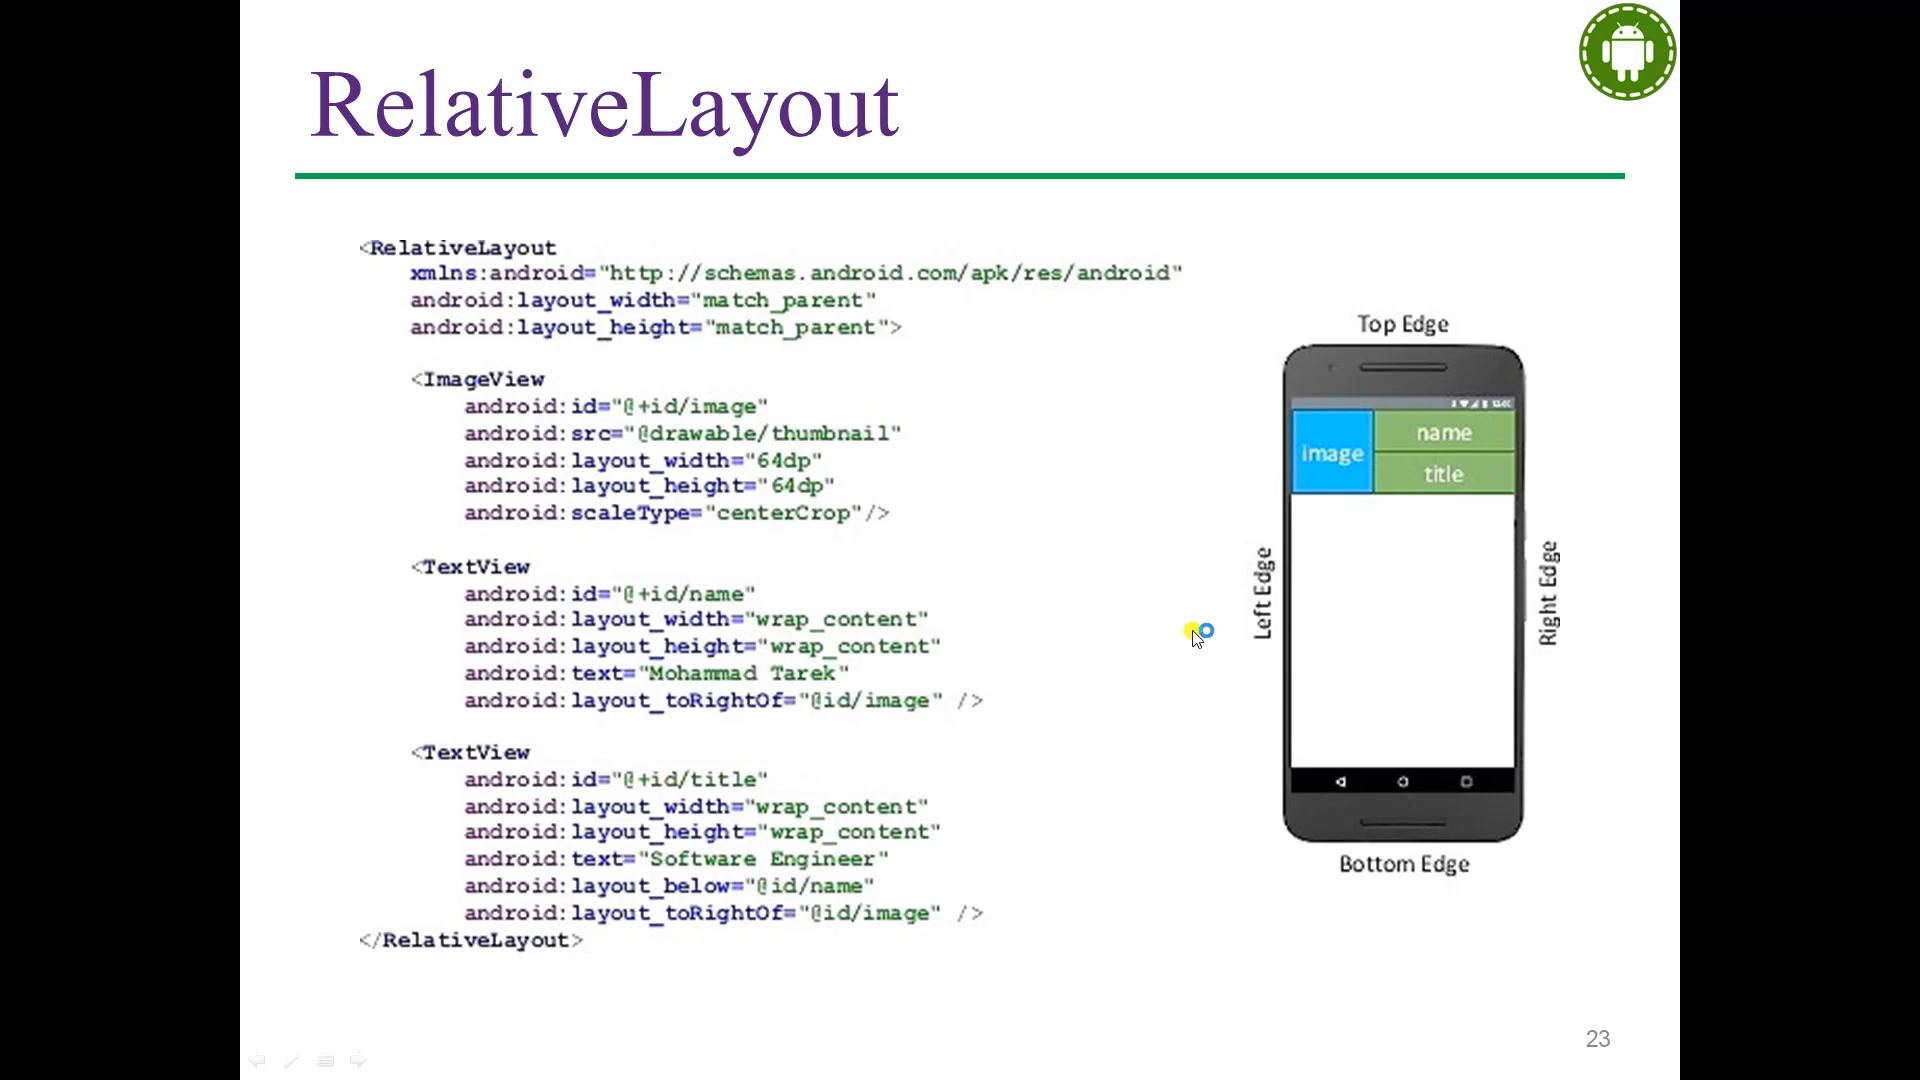 RelativeLayout
<RelativeLayout
xmlns:android="http://schemas.android.com/apk/res/android"
android:layout_width="match_parent"
android:layout_height="match_parent">
<ImageView
android:id="@+id/image"
android:src="@drawable/thumbnail"
android:layout_width="64dp"
android:layout_height="64dp"
android:scaleType="centerCrop"/>
<TextView
android:id="@+id/name"
android:layout_width="wrap_content"
android:layout_height="wrap_content"
android:text="Mohammad Tarek"
android:layout_toRightOf="@id/image" />
<TextView
android:id="@+id/title"
android:layout_width="wrap_content"
android:layout_height="wrap_content"
android:text="Software Engineer"
android:layout_below="@id/name"
android:layout_toRightOf="@id/image" />
</RelativeLayout>
Top Edge
image
name
title
Left Edge
Right Edge
Bottom Edge
23